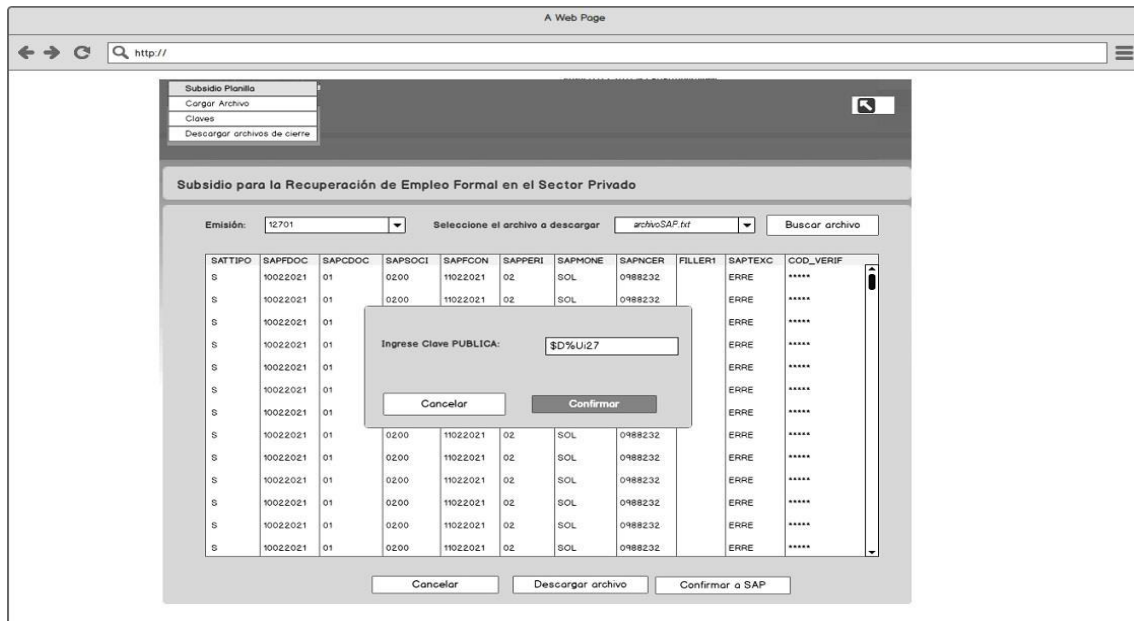 A Web Page
http://
Subsidio Planilla
Cargar Archivo
Claves
Descargar archivos de cierre
Subsidio para la Recuperación de Empleo Formal en el Sector Privado
Emisión: 12701 Seleccione el archivo a descargar archivoSAP.txt Buscar archivo
SATTIPO SAPFDOC SAPCDOC SAPSOCI SAPFCON SAPPERI SAPMONE SAPNCER FILLER1 SAPTEXC COD_VERIF
S 10022021 01 0200 11022021 02 SOL 0988232 ERRE *****
S 10022021 01 0200 11022021 02 SOL 0988232 ERRE *****
S 10022021 01 ERRE *****
S 10022021 01 ERRE *****
S 10022021 01 ERRE *****
S 10022021 01 ERRE *****
S 10022021 01 ERRE *****
S 10022021 01 0200 11022021 02 SOL 0988232 ERRE *****
S 10022021 01 0200 11022021 02 SOL 0988232 ERRE *****
S 10022021 01 0200 11022021 02 SOL 0988232 ERRE *****
S 10022021 01 0200 11022021 02 SOL 0988232 ERRE *****
S 10022021 01 0200 11022021 02 SOL 0988232 ERRE *****
S 10022021 01 0200 11022021 02 SOL 0988232 ERRE *****
Ingrese Clave PUBLICA: $D%Ui27
Cancelar Confirmar
Cancelar Descargar archivo Confirmar a SAP